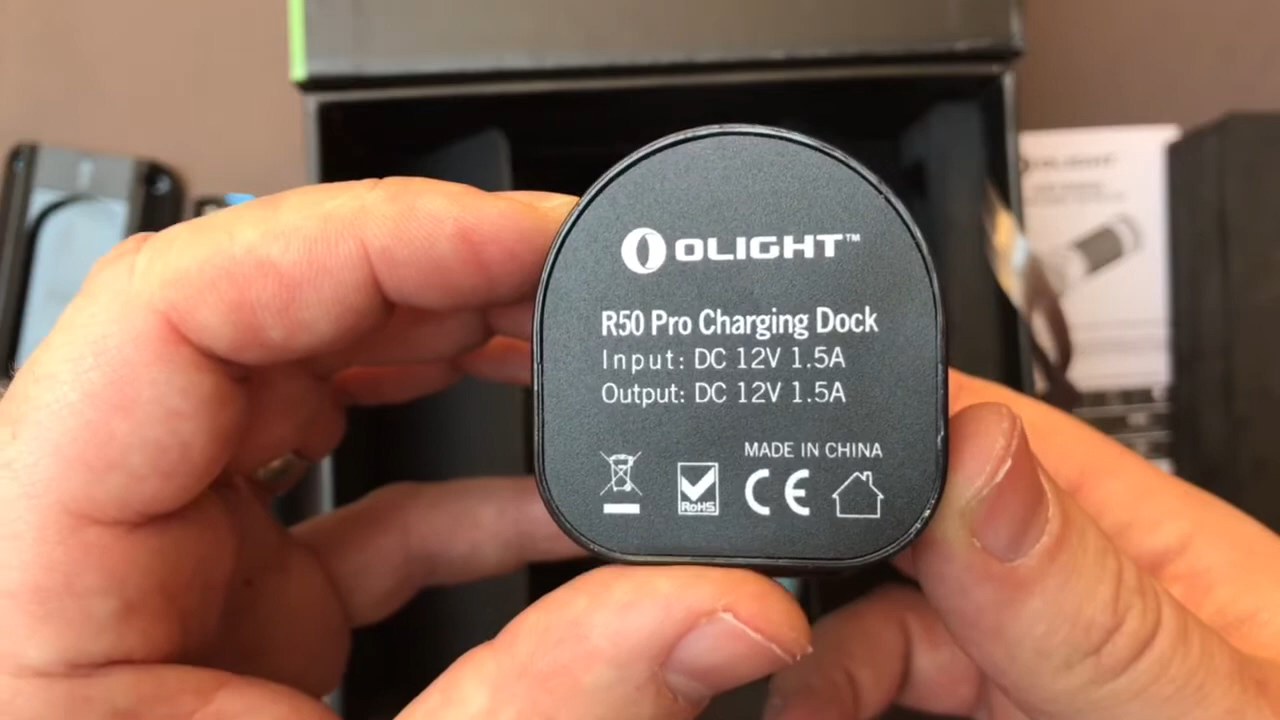 OLIGHT™
R50 Pro Charging Dock
Input: DC 12V 1.5A
Output: DC 12V 1.5A
MADE IN CHINA
RoHS
CE
OLIGHT